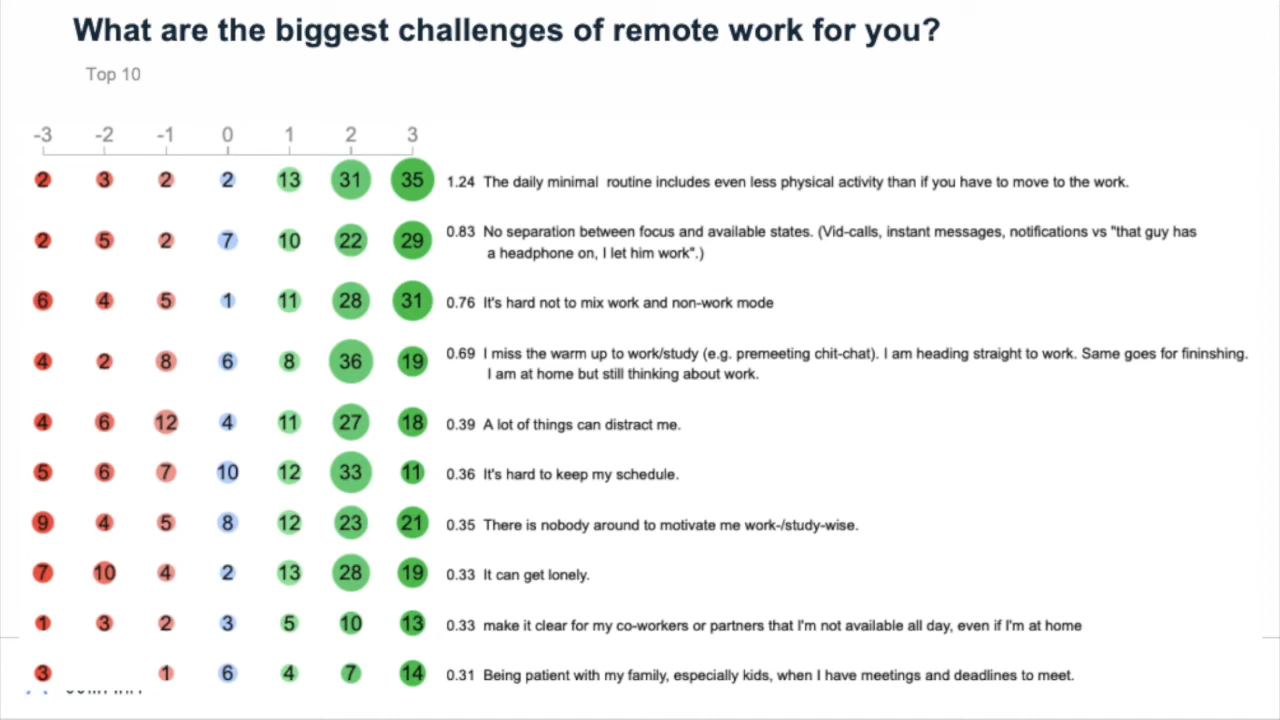 What are the biggest challenges of remote work for you?
Top 10
-3 -2 -1 0 1 2 3
2 3 2 2 13 31 35 1.24 The daily minimal routine includes even less physical activity than if you have to move to the work.
2 5 2 7 10 22 29 0.83 No separation between focus and available states. (Vid-calls, instant messages, notifications vs "that guy has
a headphone on, I let him work".)
6 4 5 1 11 28 31 0.76 It's hard not to mix work and non-work mode
4 2 8 6 8 36 19 0.69 I miss the warm up to work/study (e.g. premeeting chit-chat). I am heading straight to work. Same goes for fininshing.
I am at home but still thinking about work.
4 6 12 4 11 27 18 0.39 A lot of things can distract me.
5 6 7 10 12 33 11 0.36 It's hard to keep my schedule.
9 4 5 8 12 23 21 0.35 There is nobody around to motivate me work-/study-wise.
7 10 4 2 13 28 19 0.33 It can get lonely.
1 3 2 3 5 10 13 0.33 make it clear for my co-workers or partners that I'm not available all day, even if I'm at home
3 1 6 4 7 14 0.31 Being patient with my family, especially kids, when I have meetings and deadlines to meet.